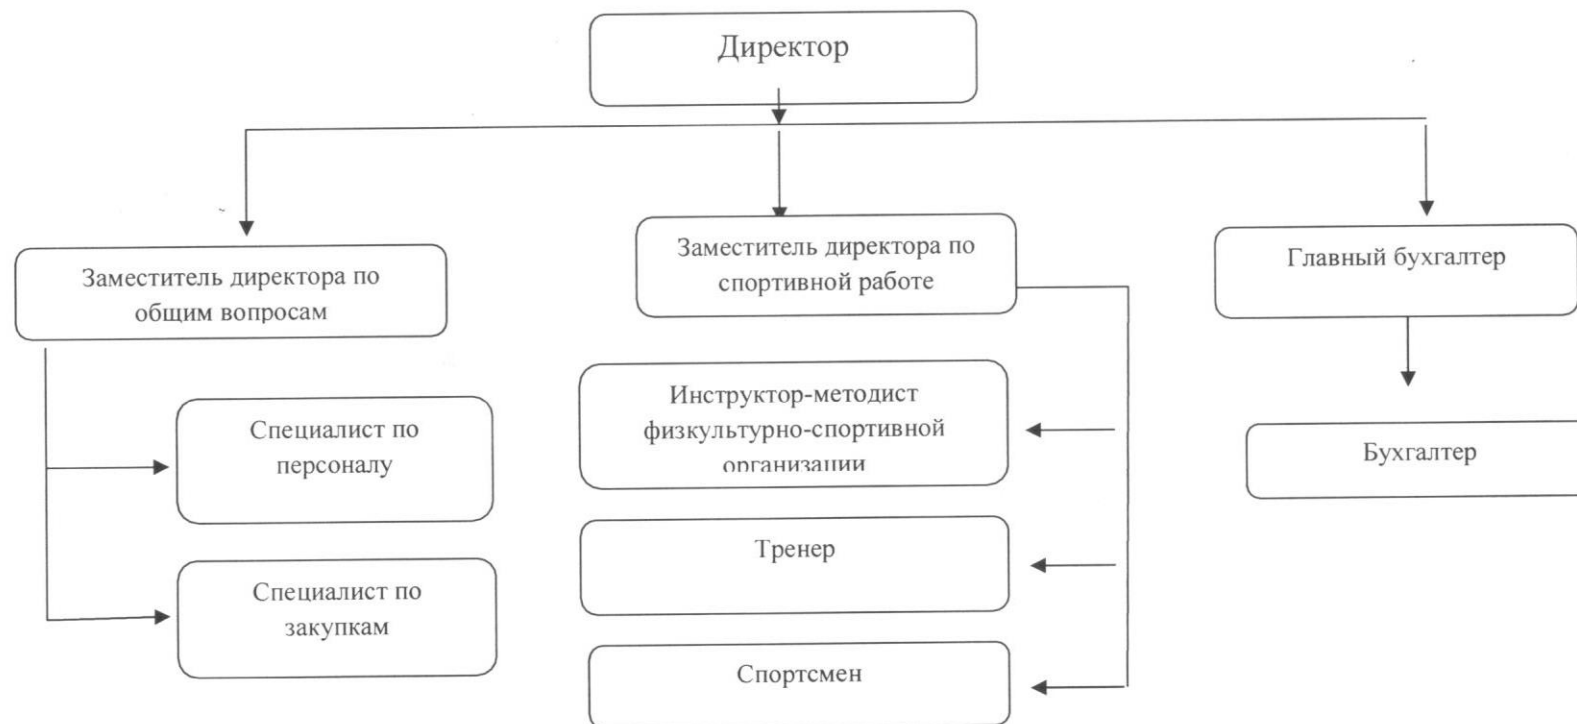 Директор
Заместитель директора по
общим вопросам
Заместитель директора по
спортивной работе
Главный бухгалтер
Специалист по
персоналу
Специалист по
закупкам
Инструктор-методист
физкультурно-спортивной
организации
Тренер
Спортсмен
Бухгалтер